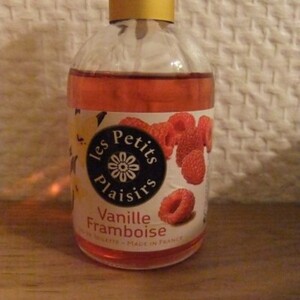 les Petits
Plaisirs
Vanille
Framboise
Made in France